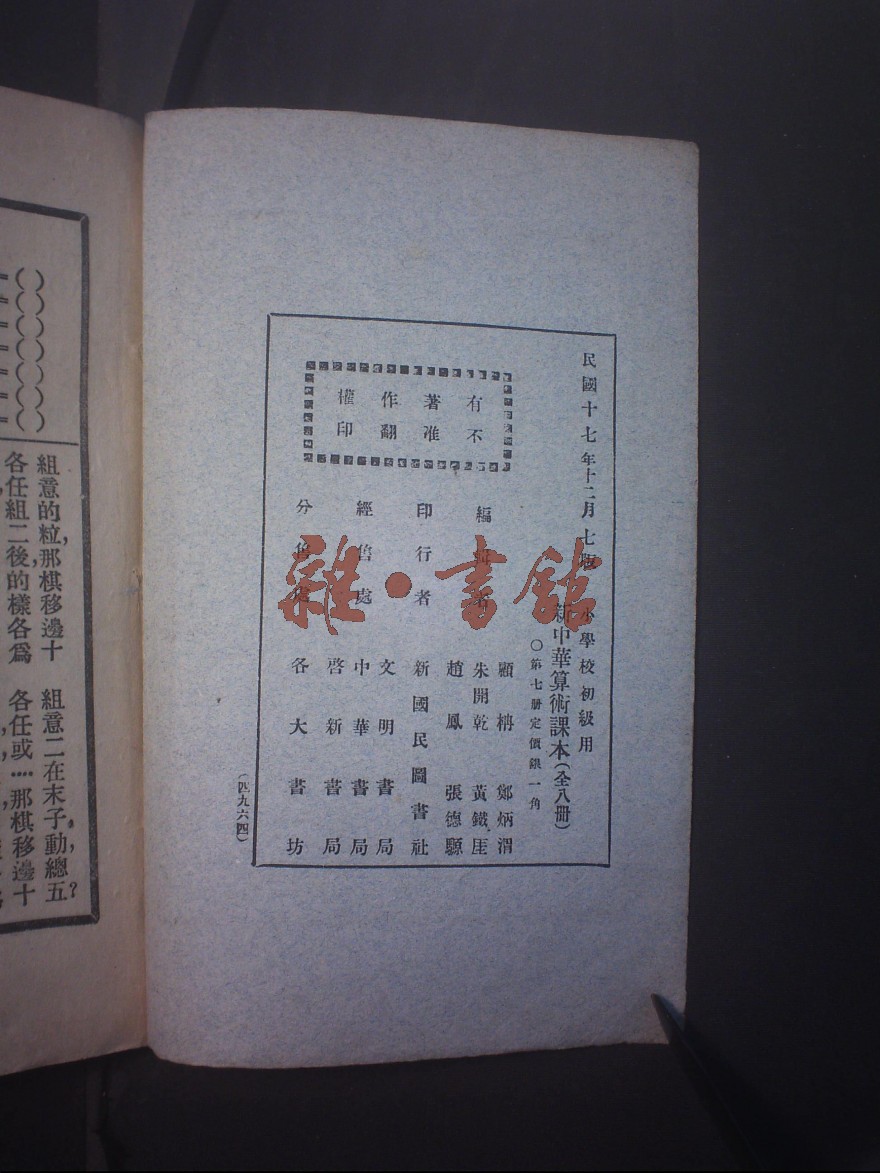 民國十七年十二月七版
小學校初級用
新中華算術課本(全八冊)
〇第七冊定價銀一角
編輯者
顧柟 鄭炳渭
朱開乾 黃鐵厓
趙鳳 張德驌
印行者 新國民圖書社
經售處
文明書局
中華書局
啓新書局
分售處 各大書坊
有著作權
不准翻印
(四九六四)
雜·書館
組意的粒,那棋移邊十
各任組二後的樣各爲
組意二在末子動總五?
各任或……那棋移邊十